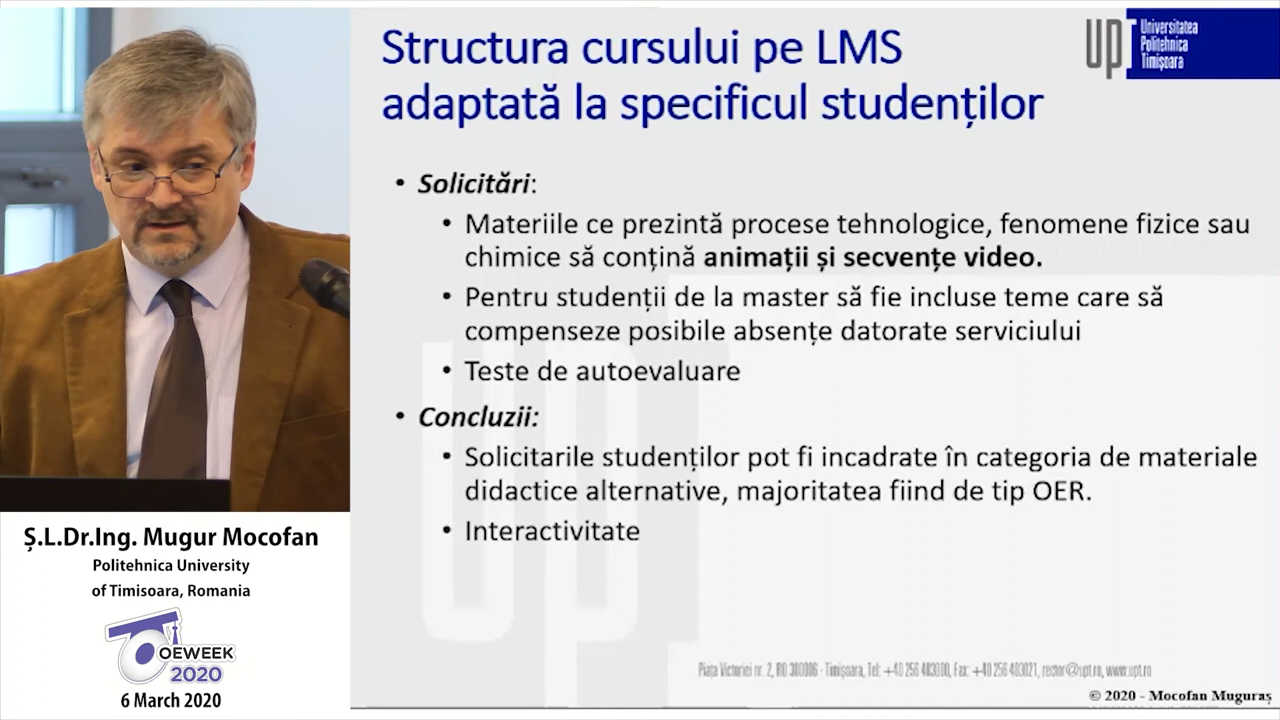 Structura cursului pe LMS
adaptată la specificul studenților
upt
Universitatea
Politehnica
Timișoara
• Solicitări:
• Materiile ce prezintă procese tehnologice, fenomene fizice sau
chimice să conțină animații și secvențe video.
• Pentru studenții de la master să fie incluse teme care să
compenseze posibile absențe datorate serviciului
• Teste de autoevaluare
• Concluzii:
• Solicitarile studenților pot fi incadrate în categoria de materiale
didactice alternative, majoritatea fiind de tip OER.
• Interactivitate
Piața Victoriei nr. 2, RO 300006 - Timișoara, Tel: +40 256 403000, Fax: +40 256 403021, rector@upt.ro, www.upt.ro
© 2020 - Mocofan Muguraș
Ș.L.Dr.Ing. Mugur Mocofan
Politehnica University
of Timisoara, Romania
OEWEEK
2020
6 March 2020